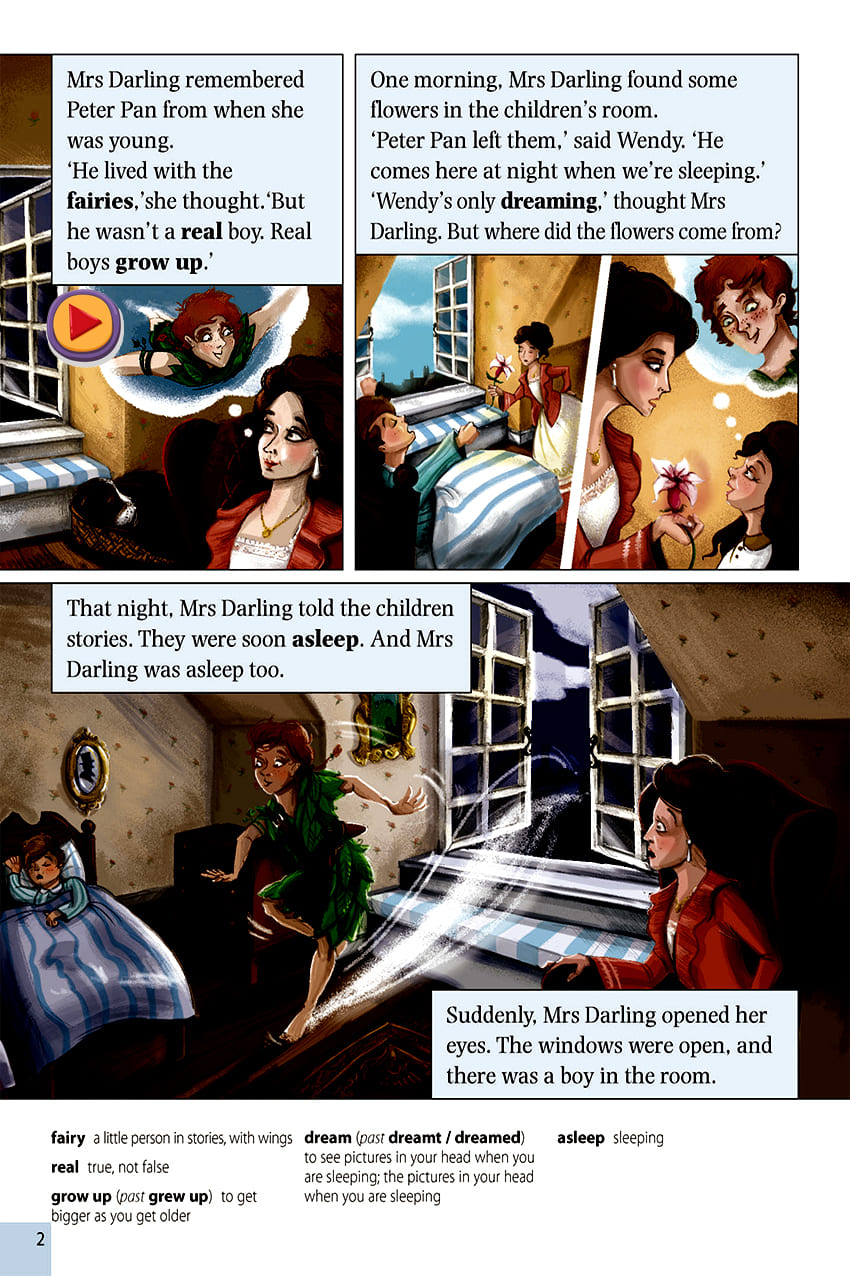 Mrs Darling remembered
Peter Pan from when she
was young.
‘He lived with the
fairies,’she thought.‘But
he wasn’t a real boy. Real
boys grow up.’
One morning, Mrs Darling found some
flowers in the children’s room.
‘Peter Pan left them,’ said Wendy. ‘He
comes here at night when we’re sleeping.’
‘Wendy’s only dreaming,’ thought Mrs
Darling. But where did the flowers come from?
That night, Mrs Darling told the children
stories. They were soon asleep. And Mrs
Darling was asleep too.
Suddenly, Mrs Darling opened her
eyes. The windows were open, and
there was a boy in the room.
fairy a little person in stories, with wings
real true, not false
grow up (past grew up) to get
bigger as you get older
dream (past dreamt / dreamed)
to see pictures in your head when you
are sleeping; the pictures in your head
when you are sleeping
asleep sleeping
2